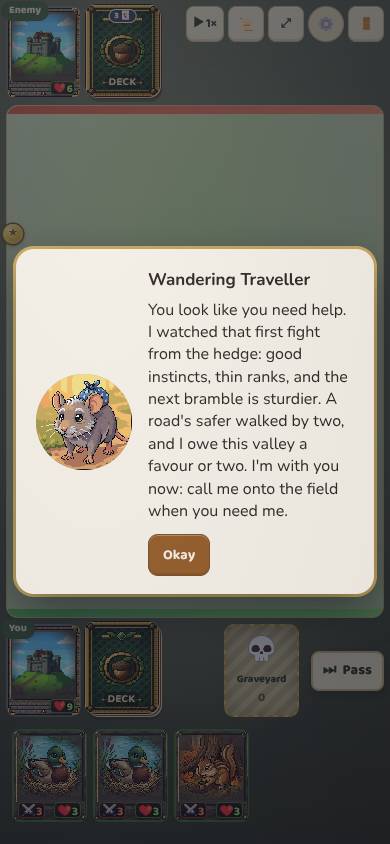 Enemy
6
3
DECK
1×
Wandering Traveller
You look like you need help.
I watched that first fight
from the hedge: good
instincts, thin ranks, and the
next bramble is sturdier. A
road's safer walked by two,
and I owe this valley a
favour or two. I'm with you
now: call me onto the field
when you need me.
Okay
You
9
DECK
Graveyard
0
Pass
3 3
3 3
3 3